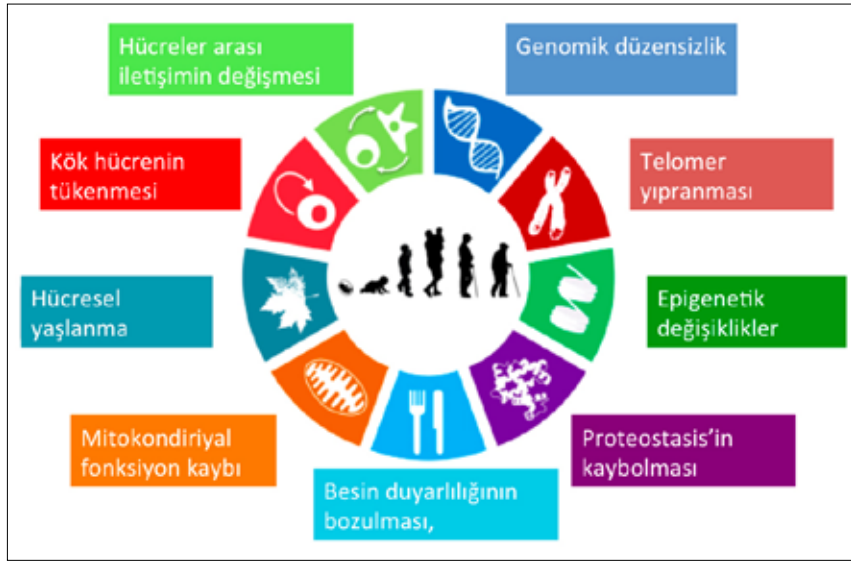 Hücreler arası
iletişimin değişmesi
Genomik düzensizlik
Kök hücrenin
tükenmesi
Telomer
yıpranması
Hücresel
yaşlanma
Epigenetik
değişiklikler
Mitokondiriyal
fonksiyon kaybı
Proteostasis’in
kaybolması
Besin duyarlılığının
bozulması,